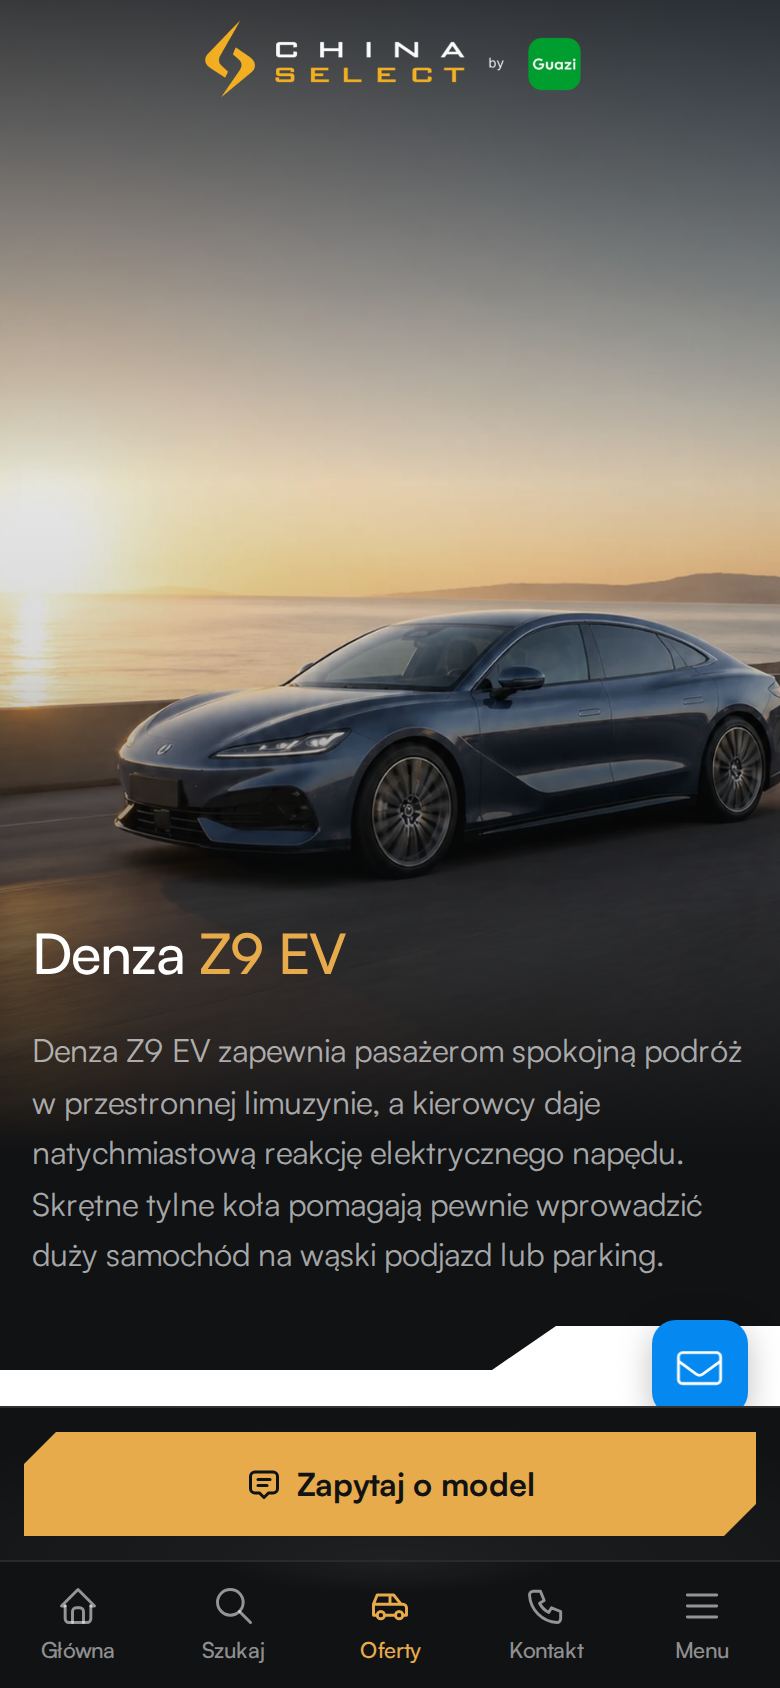 CHINA
SELECT
by
Guazi
Denza Z9 EV
Denza Z9 EV zapewnia pasażerom spokojną podróż
w przestronnej limuzynie, a kierowcy daje
natychmiastową reakcję elektrycznego napędu.
Skrętne tylne koła pomagają pewnie wprowadzić
duży samochód na wąski podjazd lub parking.
Zapytaj o model
Główna
Szukaj
Oferty
Kontakt
Menu